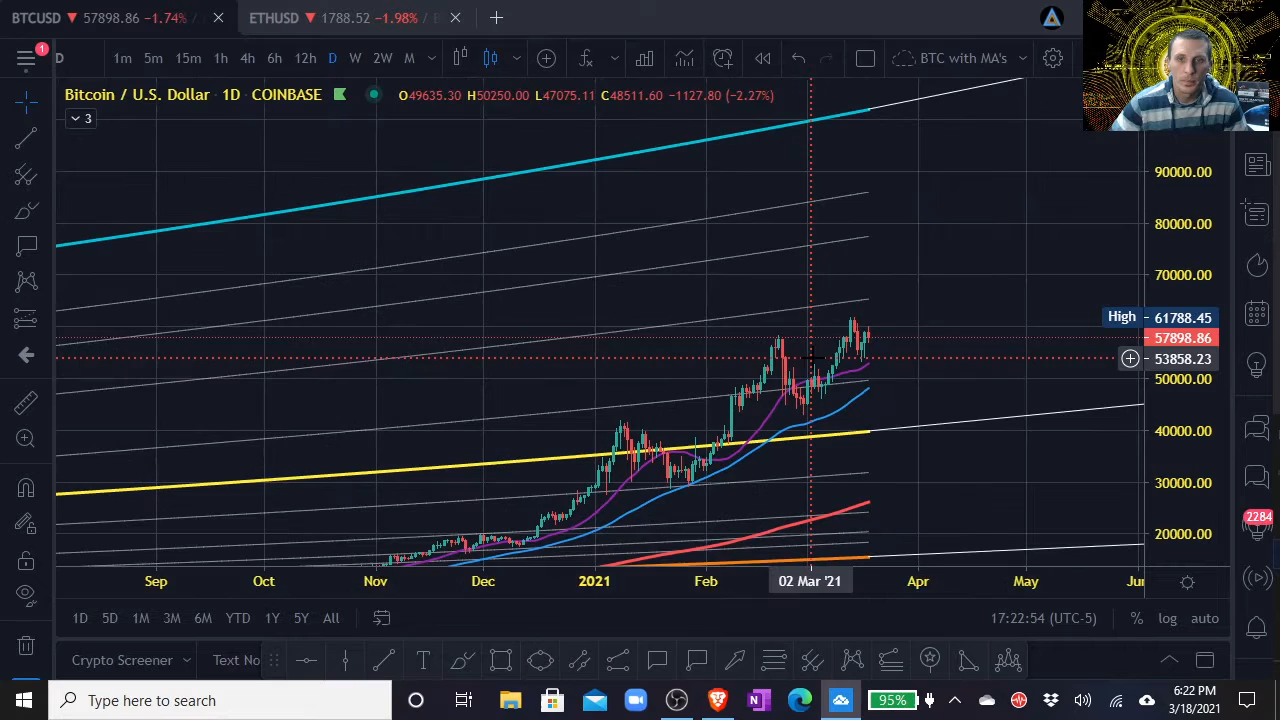 BTCUSD ▼ 57898.86 −1.74% /
ETHUSD ▼ 1788.52 −1.98% /
1
D 1m 5m 15m 1h 4h 6h 12h D W 2W M
BTC with MA's
Bitcoin / U.S. Dollar · 1D · COINBASE O49635.30 H50250.00 L47075.11 C48511.60 −1127.80 (−2.27%)
3
90000.00
80000.00
70000.00
High 61788.45
57898.86
53858.23
50000.00
40000.00
30000.00
20000.00
2284
Sep Oct Nov Dec 2021 Feb 02 Mar '21 Apr May Jun
1D 5D 1M 3M 6M YTD 1Y 5Y All
17:22:54 (UTC-5) % log auto
Crypto Screener Text No
Type here to search
95%
6:22 PM
3/18/2021